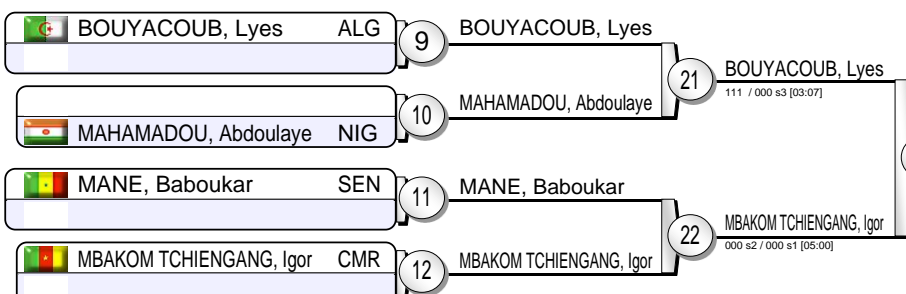 BOUYACOUB, Lyes ALG
9
BOUYACOUB, Lyes
21
BOUYACOUB, Lyes
111 / 000 s3 [03:07]
10
MAHAMADOU, Abdoulaye
MAHAMADOU, Abdoulaye NIG
MANE, Baboukar SEN
11
MANE, Baboukar
22
MBAKOM TCHIENGANG, Igor
000 s2 / 000 s1 [05:00]
MBAKOM TCHIENGANG, Igor CMR
12
MBAKOM TCHIENGANG, Igor